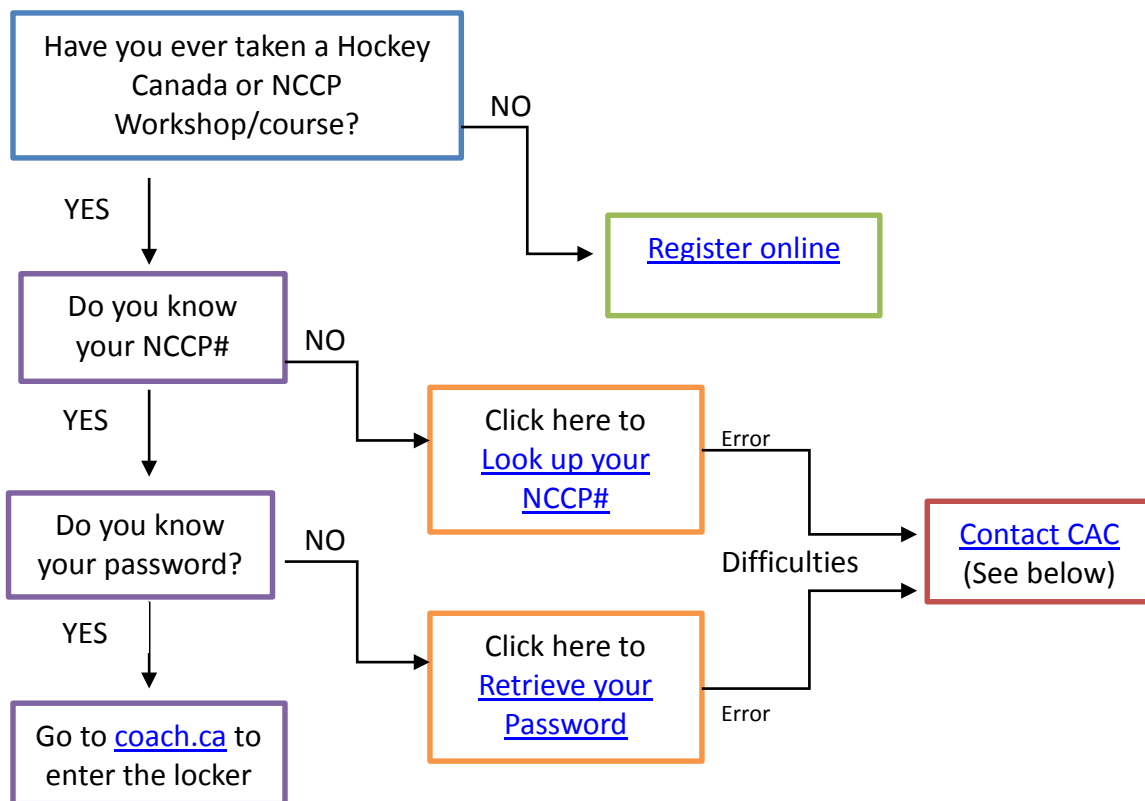 Have you ever taken a Hockey
Canada or NCCP
Workshop/course?
NO
YES
Register online
Do you know
your NCCP#
NO
YES
Click here to
Look up your
NCCP#
Error
Do you know
your password?
NO
Difficulties
Contact CAC
(See below)
YES
Click here to
Retrieve your
Password
Error
Go to coach.ca to
enter the locker